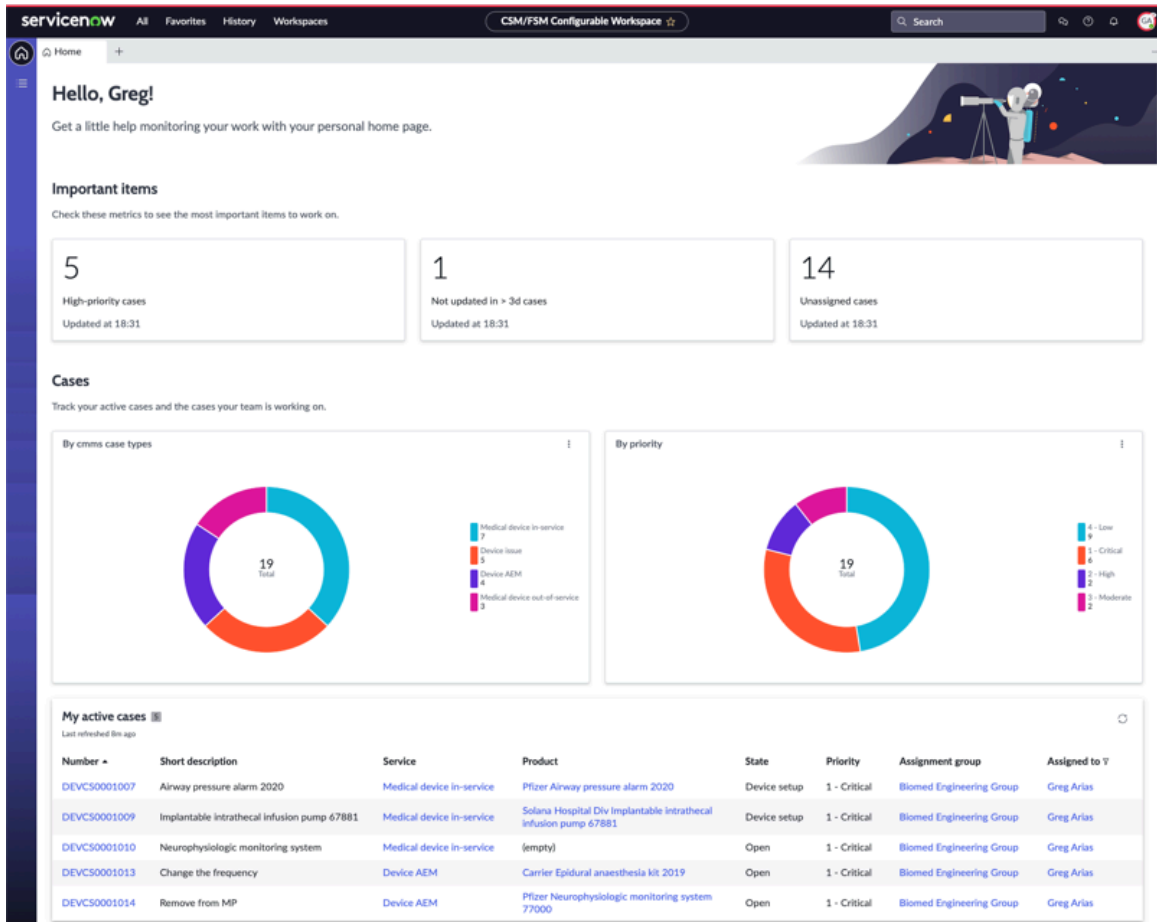 servicenow All Favorites History Workspaces CSM/FSM Configurable Workspace Search GA
Home
Hello, Greg!
Get a little help monitoring your work with your personal home page.
Important items
Check these metrics to see the most important items to work on.
5
High-priority cases
Updated at 18:31
1
Not updated in > 3d cases
Updated at 18:31
14
Unassigned cases
Updated at 18:31
Cases
Track your active cases and the cases your team is working on.
By cmms case types
19
Total
Medical device in-service
7
Device issue
5
Device AEM
4
Medical device out-of-service
3
By priority
19
Total
4 - Low
9
1 - Critical
6
2 - High
2
3 - Moderate
2
My active cases 5
Last refreshed 8m ago
Number Short description Service Product State Priority Assignment group Assigned to
DEVCS0001007 Airway pressure alarm 2020 Medical device in-service Pfizer Airway pressure alarm 2020 Device setup 1 - Critical Biomed Engineering Group Greg Arias
DEVCS0001009 Implantable intrathecal infusion pump 67881 Medical device in-service Solana Hospital Div Implantable intrathecal
infusion pump 67881 Device setup 1 - Critical Biomed Engineering Group Greg Arias
DEVCS0001010 Neurophysiologic monitoring system Medical device in-service (empty) Open 1 - Critical Biomed Engineering Group Greg Arias
DEVCS0001013 Change the frequency Device AEM Carrier Epidural anaesthesia kit 2019 Open 1 - Critical Biomed Engineering Group Greg Arias
DEVCS0001014 Remove from MP Device AEM Pfizer Neurophysiologic monitoring system
77000 Open 1 - Critical Biomed Engineering Group Greg Arias